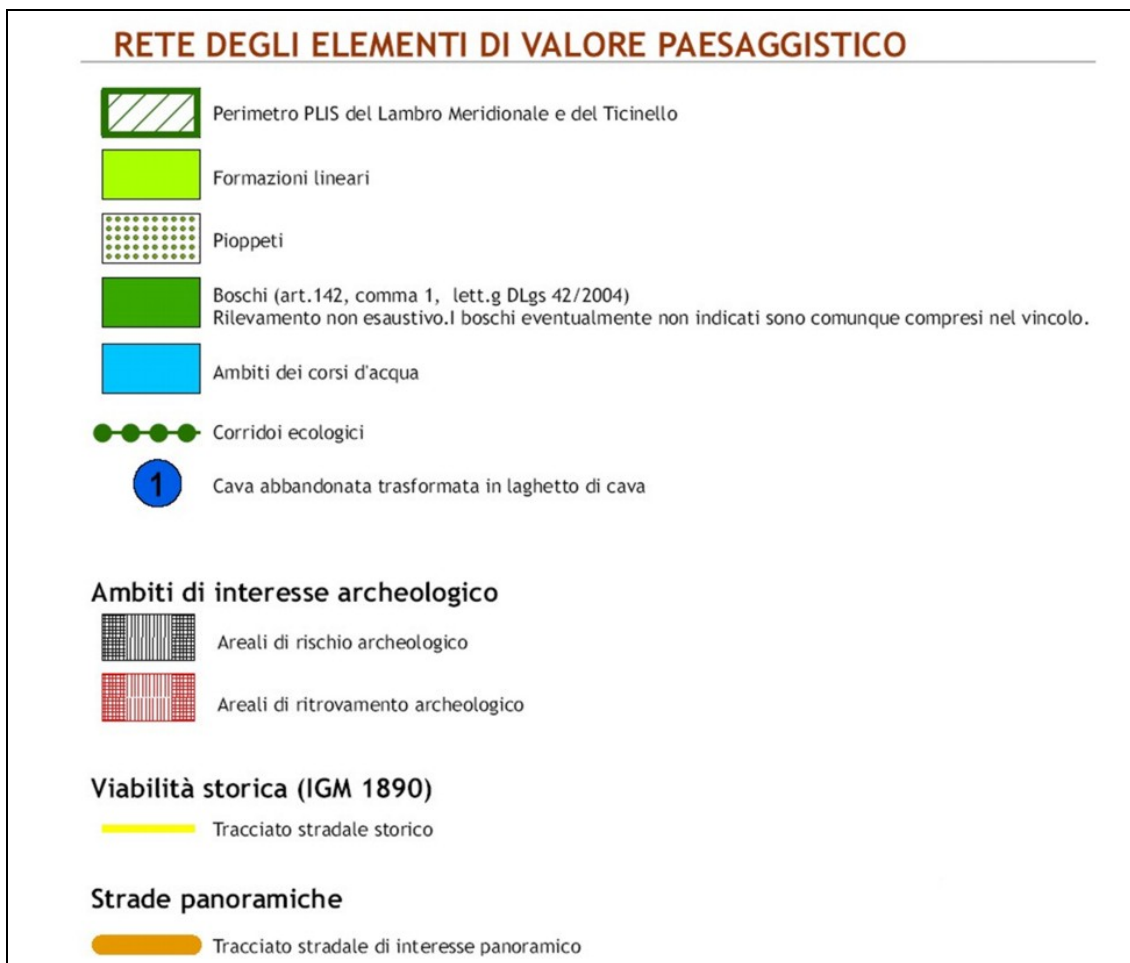 RETE DEGLI ELEMENTI DI VALORE PAESAGGISTICO
Perimetro PLIS del Lambro Meridionale e del Ticinello
Formazioni lineari
Pioppeti
Boschi (art.142, comma 1, lett.g DLgs 42/2004)
Rilevamento non esaustivo.I boschi eventualmente non indicati sono comunque compresi nel vincolo.
Ambiti dei corsi d'acqua
Corridoi ecologici
1 Cava abbandonata trasformata in laghetto di cava
Ambiti di interesse archeologico
Areali di rischio archeologico
Areali di ritrovamento archeologico
Viabilità storica (IGM 1890)
Tracciato stradale storico
Strade panoramiche
Tracciato stradale di interesse panoramico